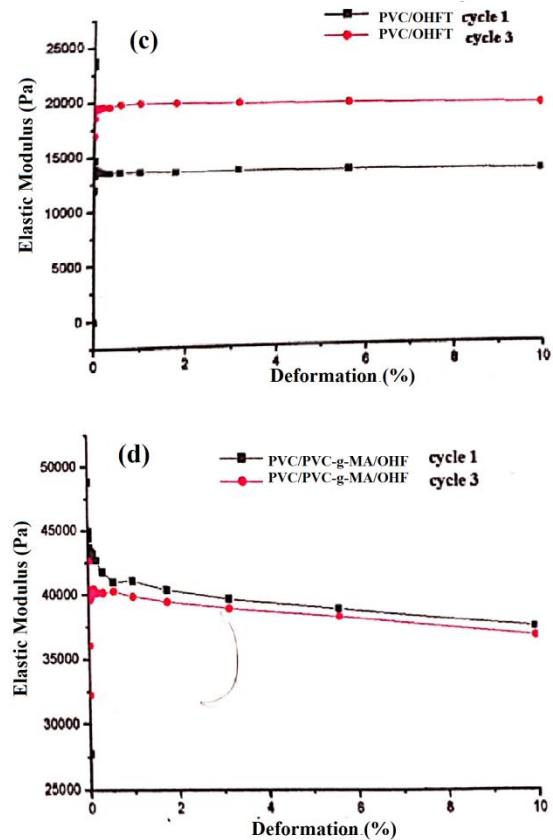 (c)
PVC/OHFT cycle 1
PVC/OHFT cycle 3
Elastic Modulus (Pa)
25000
20000
15000
10000
5000
0
0 2 4 6 8 10
Deformation (%)
(d)
PVC/PVC-g-MA/OHF cycle 1
PVC/PVC-g-MA/OHF cycle 3
Elastic Modulus (Pa)
50000
45000
40000
35000
30000
25000
0 2 4 6 8 10
Deformation (%)